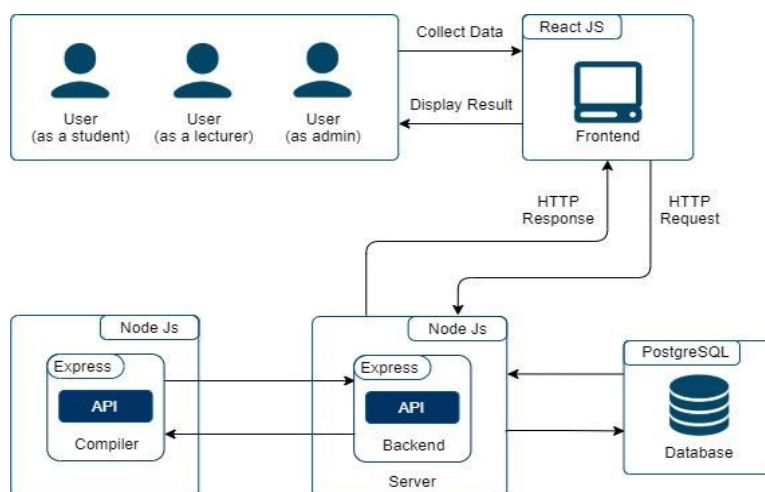 Collect Data
React JS
User
(as a student)
User
(as a lecturer)
User
(as admin)
Display Result
Frontend
HTTP
Response
HTTP
Request
Node Js
Express
API
Compiler
Node Js
Express
API
Backend
Server
PostgreSQL
Database